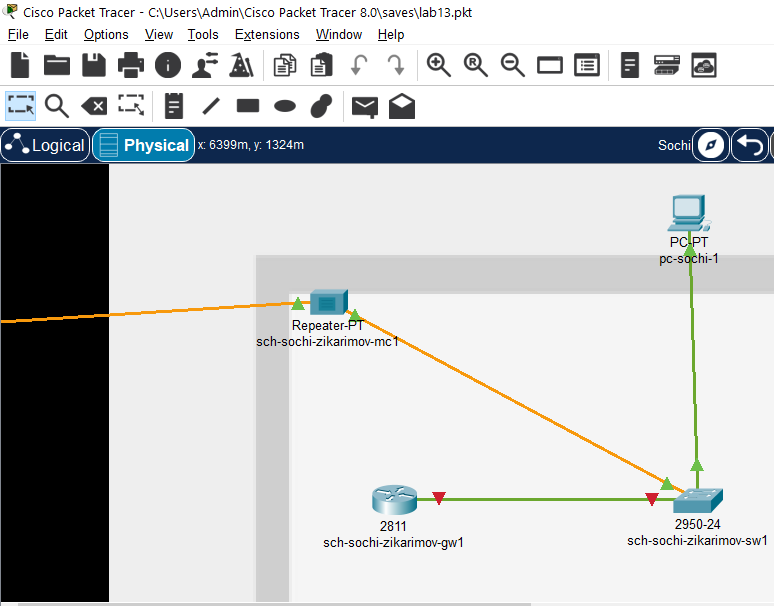 Cisco Packet Tracer - C:\Users\Admin\Cisco Packet Tracer 8.0\saves\lab13.pkt
File Edit Options View Tools Extensions Window Help
Logical Physical x: 6399m, y: 1324m Sochi
PC-PT
pc-sochi-1
Repeater-PT
sch-sochi-zikarimov-mc1
2811
sch-sochi-zikarimov-gw1
2950-24
sch-sochi-zikarimov-sw1